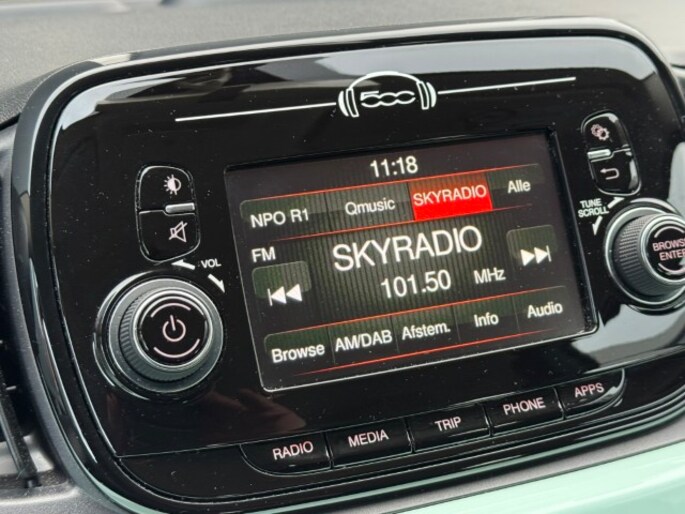 500
11:18
NPO R1 Qmusic SKYRADIO Alle
FM
SKYRADIO
101.50 MHz
Browse AM/DAB Afstem. Info Audio
VOL
TUNE
SCROLL
BROWSE
ENTER
RADIO MEDIA TRIP PHONE APPS